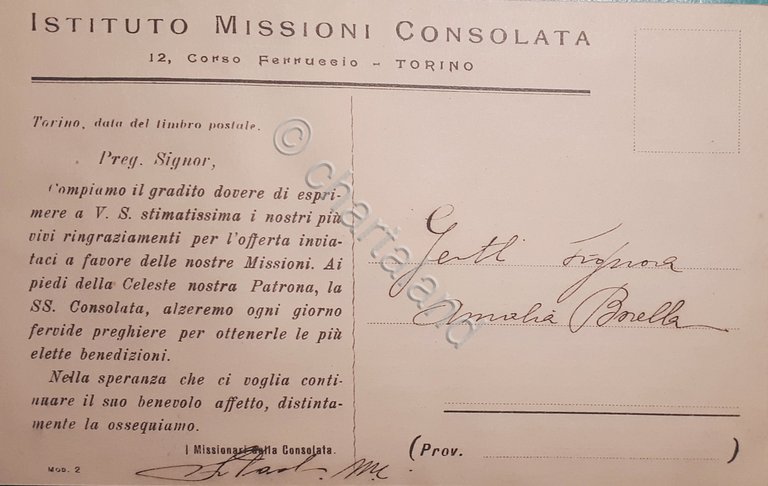 ISTITUTO MISSIONI CONSOLATA
12, Corso Ferruccio - TORINO
Torino, data del timbro postale.
Preg. Signor,
Compiamo il gradito dovere di espri-
mere a V. S. stimatissima i nostri più
vivi ringraziamenti per l'offerta invia-
taci a favore delle nostre Missioni. Ai
piedi della Celeste nostra Patrona, la
SS. Consolata, alzeremo ogni giorno
fervide preghiere per ottenerle le più
elette benedizioni.
Nella speranza che ci voglia conti-
nuare il suo benevolo affetto, distinta-
mente la ossequiamo.
I Missionari della Consolata.
MOD. 2
Gentl Signora
Amalia Borella
(Prov. )
© chartaland